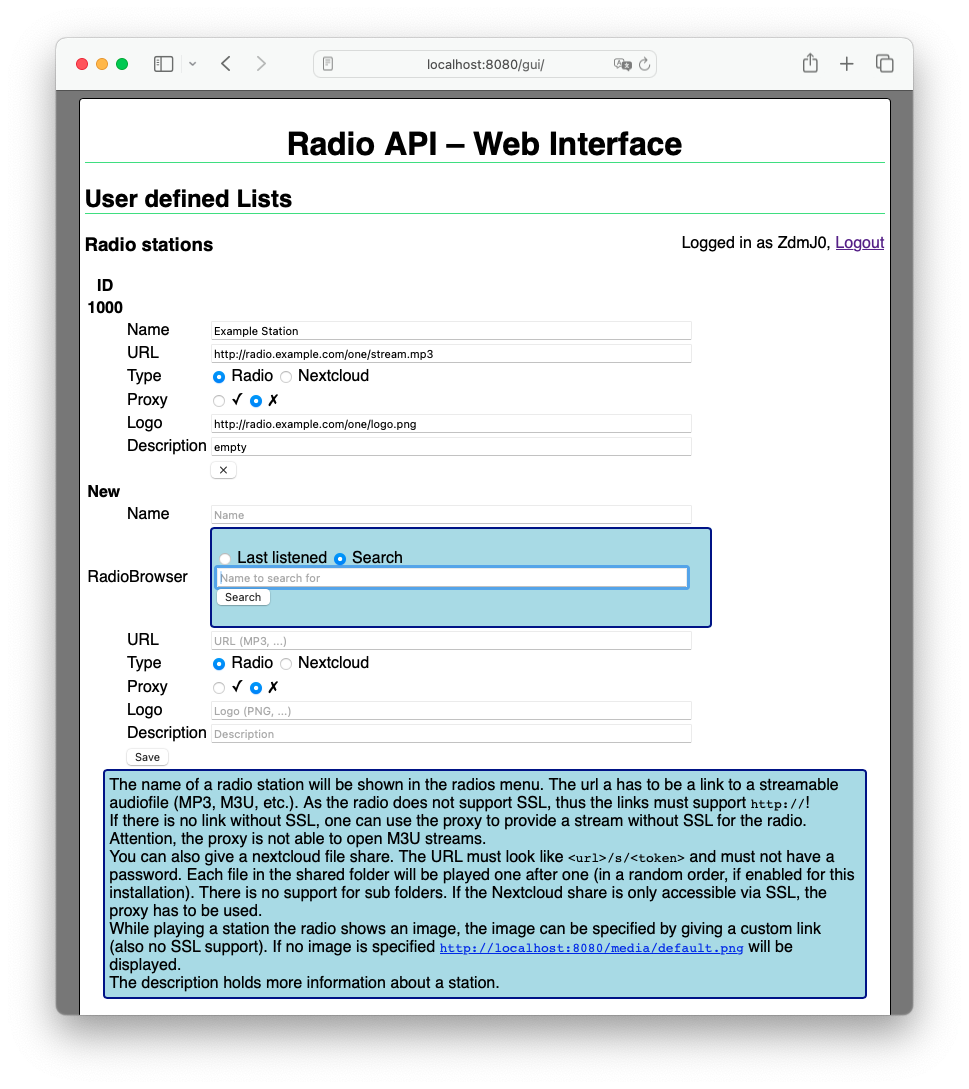 localhost:8080/gui/
Radio API – Web Interface
User defined Lists
Radio stations
Logged in as ZdmJ0, Logout
ID
1000
Name Example Station
URL http://radio.example.com/one/stream.mp3
Type Radio Nextcloud
Proxy ✓ ✗
Logo http://radio.example.com/one/logo.png
Description empty
×
New
Name Name
Last listened Search
RadioBrowser Name to search for
Search
URL URL (MP3, ...)
Type Radio Nextcloud
Proxy ✓ ✗
Logo Logo (PNG, ...)
Description Description
Save
The name of a radio station will be shown in the radios menu. The url a has to be a link to a streamable
audiofile (MP3, M3U, etc.). As the radio does not support SSL, thus the links must support http://!
If there is no link without SSL, one can use the proxy to provide a stream without SSL for the radio.
Attention, the proxy is not able to open M3U streams.
You can also give a nextcloud file share. The URL must look like <url>/s/<token> and must not have a
password. Each file in the shared folder will be played one after one (in a random order, if enabled for this
installation). There is no support for sub folders. If the Nextcloud share is only accessible via SSL, the
proxy has to be used.
While playing a station the radio shows an image, the image can be specified by giving a custom link
(also no SSL support). If no image is specified http://localhost:8080/media/default.png will be
displayed.
The description holds more information about a station.